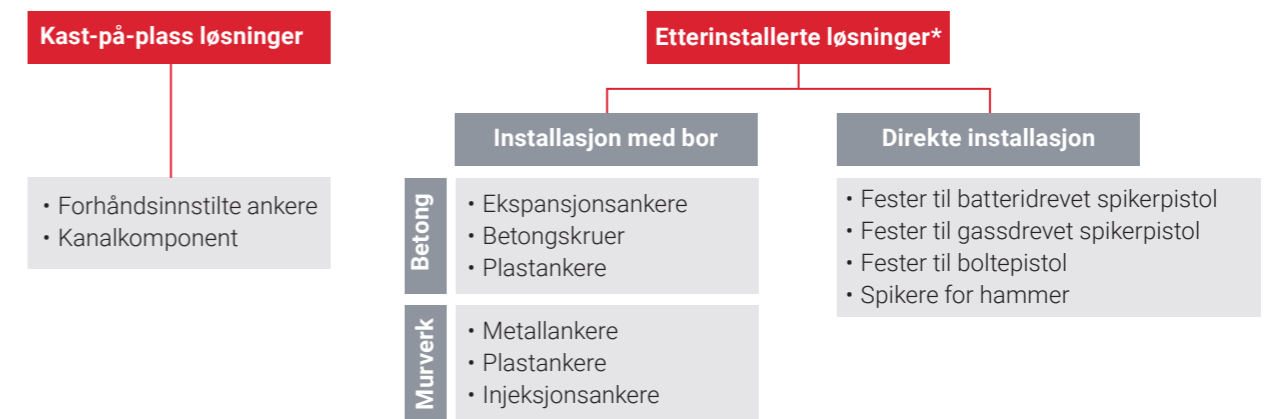 Kast-på-plass løsninger
• Forhåndsinnstilte ankere
• Kanalkomponent
Etterinstallerte løsninger*
Installasjon med bor
Betong
• Ekspansjonsankere
• Betongskruer
• Plastankere
Murverk
• Metallankere
• Plastankere
• Injeksjonsankere
Direkte installasjon
• Fester til batteridrevet spikerpistol
• Fester til gassdrevet spikerpistol
• Fester til boltepistol
• Spikere for hammer